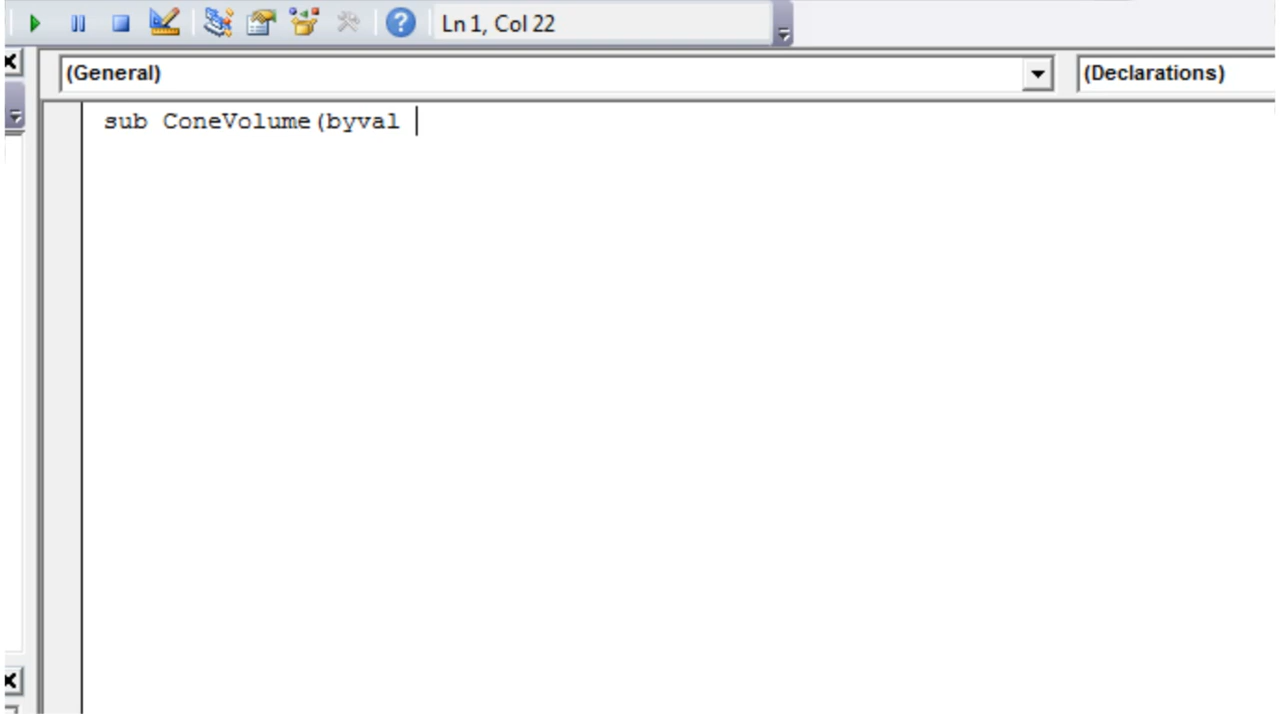 Ln 1, Col 22
(General)
(Declarations)
sub ConeVolume(byval